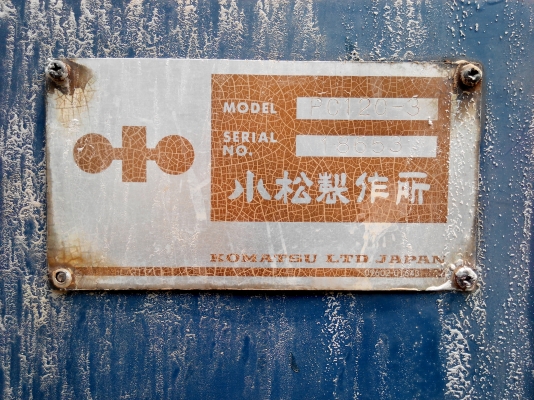 MODEL PC120-3
SERIAL NO.
小松製作所
KOMATSU LTD JAPAN